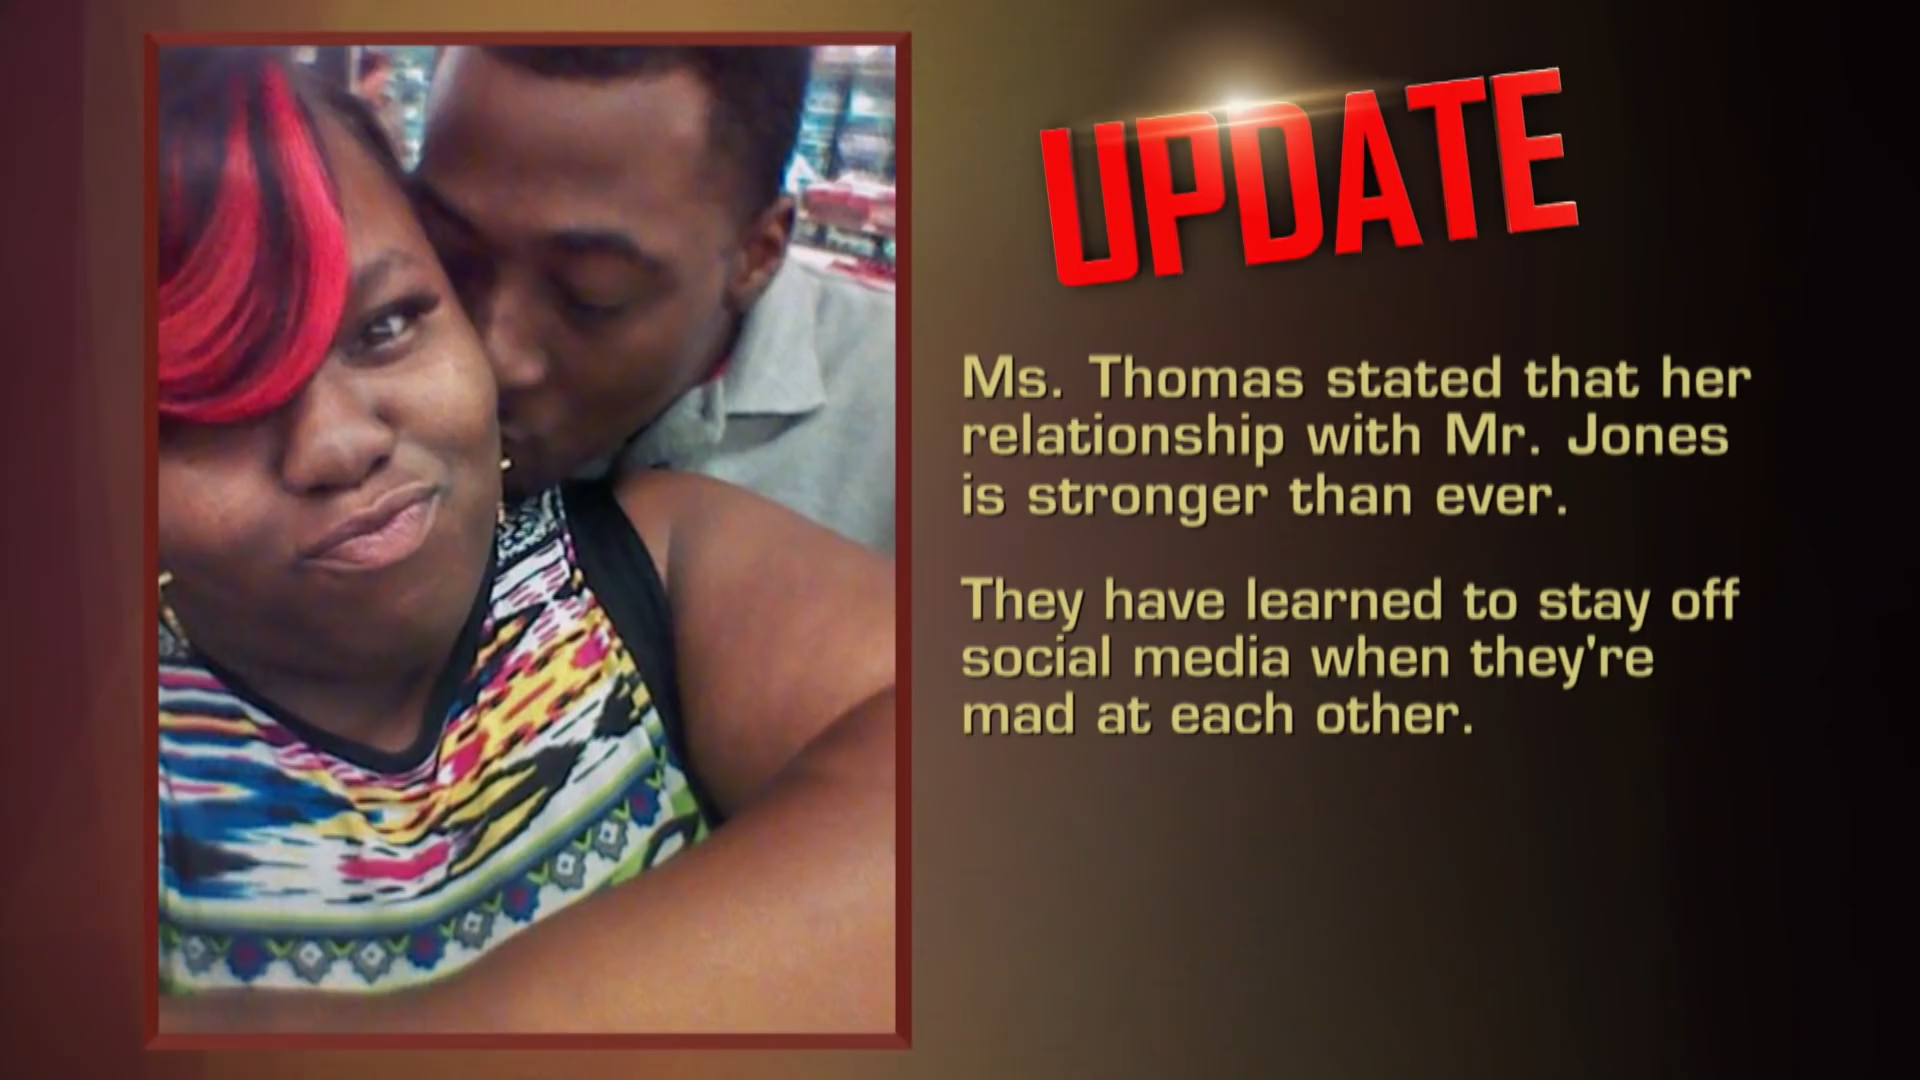 UPDATE
Ms. Thomas stated that her
relationship with Mr. Jones
is stronger than ever.
They have learned to stay off
social media when they're
mad at each other.